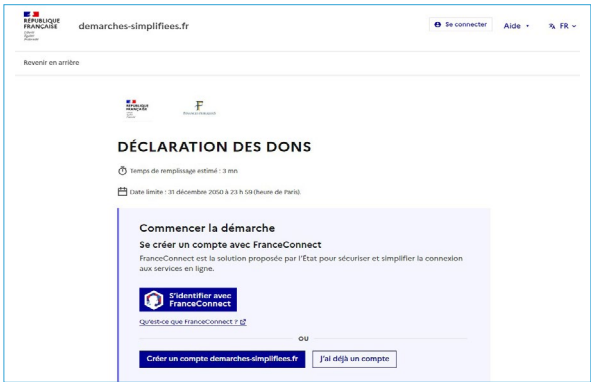 RÉPUBLIQUE
FRANÇAISE
demarches-simplifiees.fr
Se connecter
Aide
FR
Revenir en arrière
RÉPUBLIQUE
FRANÇAISE
F
DÉCLARATION DES DONS
Temps de remplissage estimé : 3 mn
Date limite : 31 décembre 2050 à 23 h 59 (heure de Paris)
Commencer la démarche
Se créer un compte avec FranceConnect
FranceConnect est la solution proposée par l'État pour sécuriser et simplifier la connexion
aux services en ligne.
S'identifier avec
FranceConnect
Qu'est-ce que FranceConnect ?
OU
Créer un compte demarches-simplifiees.fr
J'ai déjà un compte